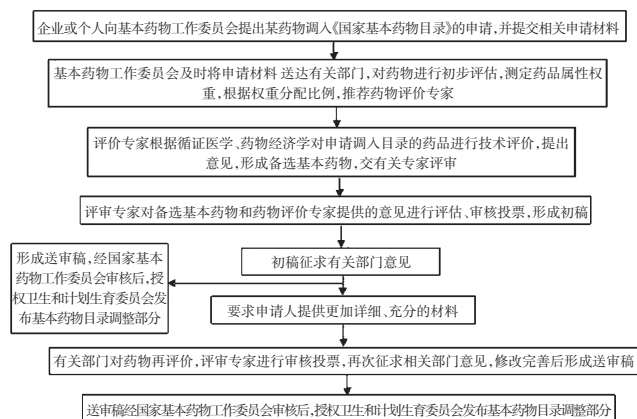 企业或个人向基本药物工作委员会提出某药物调入《国家基本药物目录》的申请,并提交相关申请材料
基本药物工作委员会及时将申请材料 送达有关部门,对药物进行初步评估,测定药品属性权
重,根据权重分配比例,推荐药物评价专家
评价专家根据循证医学、药物经济学对申请调入目录的药品进行技术评价,提出
意见,形成备选基本药物,交有关专家评审
评审专家对备选基本药物和药物评价专家提供的意见进行评估、审核投票,形成初稿
初稿征求有关部门意见
形成送审稿,经国家基本
药物工作委员会审核后,授
权卫生和计划生育委员会发
布基本药物目录调整部分
要求申请人提供更加详细、充分的材料
有关部门对药物再评价,评审专家进行审核投票,再次征求相关部门意见,修改完善后形成送审稿
送审稿经国家基本药物工作委员会审核后,授权卫生和计划生育委员会发布基本药物目录调整部分